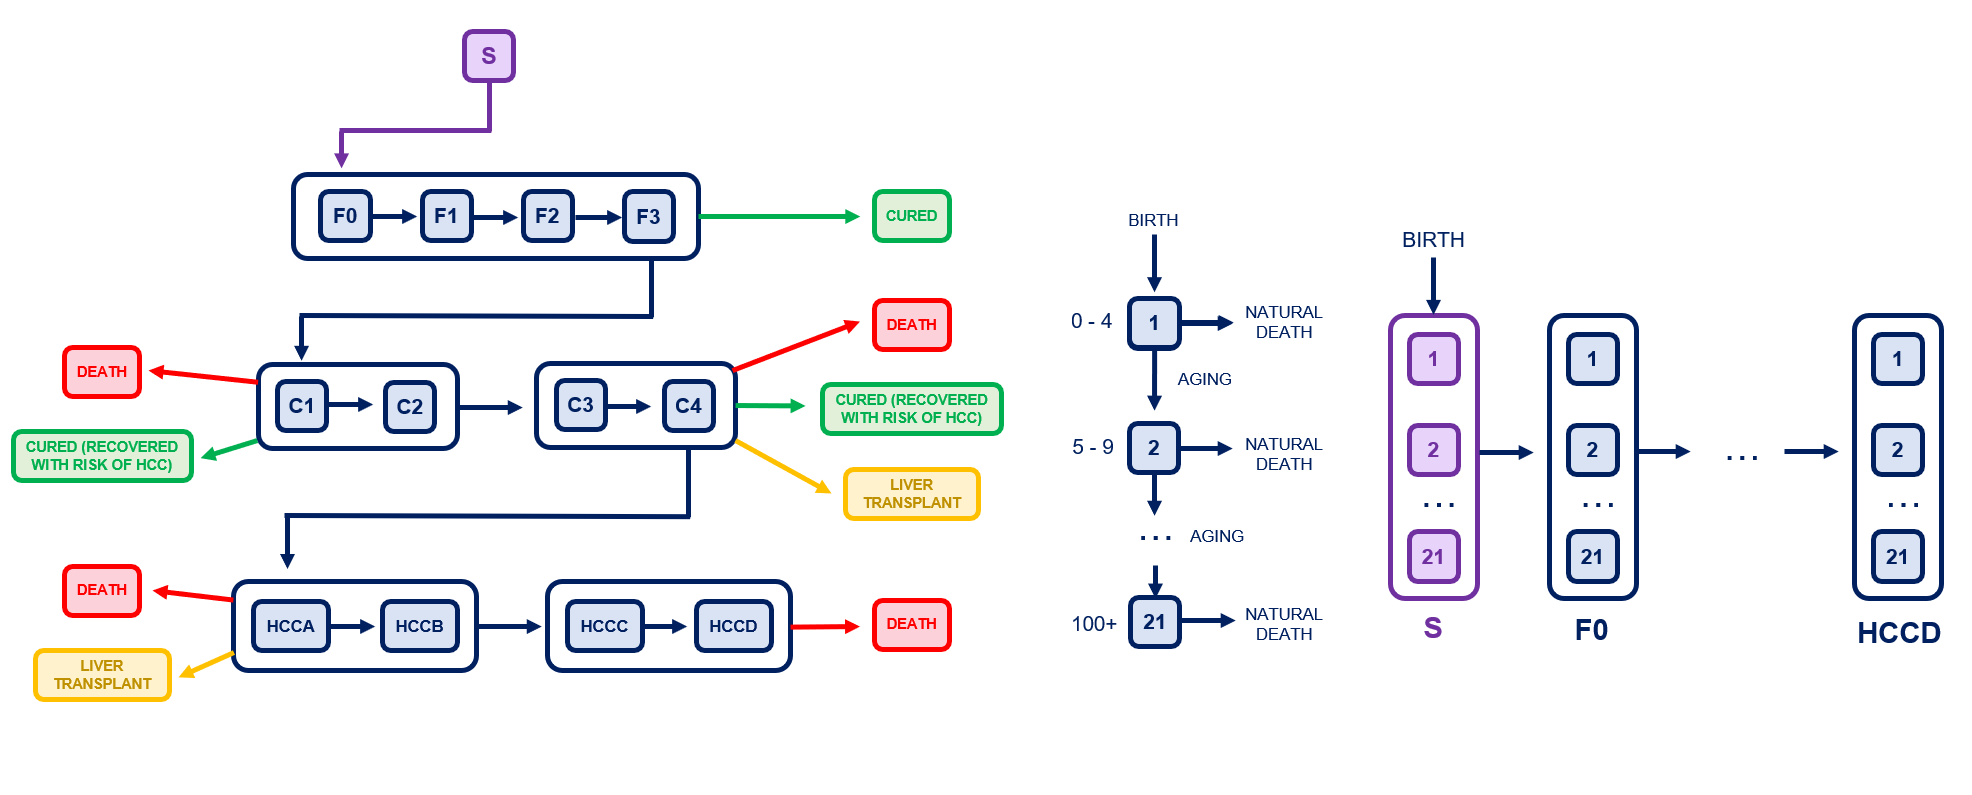 S
F0
F1
F2
F3
CURED
DEATH
C1
C2
C3
C4
DEATH
CURED (RECOVERED
WITH RISK OF HCC)
CURED (RECOVERED
WITH RISK OF HCC)
LIVER
TRANSPLANT
DEATH
HCCA
HCCB
HCCC
HCCD
DEATH
LIVER
TRANSPLANT
BIRTH
0 - 4
1
NATURAL
DEATH
AGING
5 - 9
2
NATURAL
DEATH
...
AGING
100+
21
NATURAL
DEATH
BIRTH
1
2
...
21
S
1
2
...
21
F0
...
1
2
...
21
HCCD